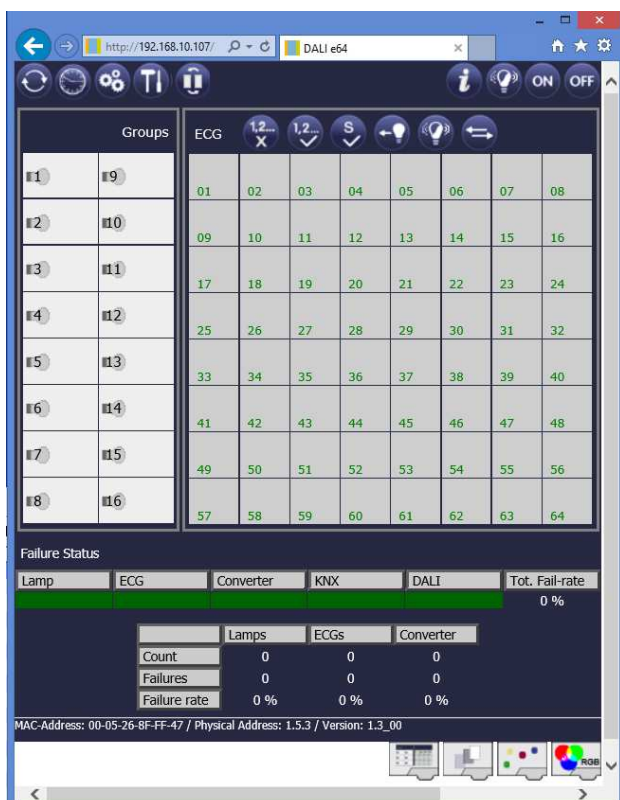 http://192.168.10.107/ DALI e64
i ON OFF
Groups ECG 1,2... X 1,2... S
1 9 01 02 03 04 05 06 07 08
2 10 09 10 11 12 13 14 15 16
3 11 17 18 19 20 21 22 23 24
4 12 25 26 27 28 29 30 31 32
5 13 33 34 35 36 37 38 39 40
6 14 41 42 43 44 45 46 47 48
7 15 49 50 51 52 53 54 55 56
8 16 57 58 59 60 61 62 63 64
Failure Status
Lamp ECG Converter KNX DALI Tot. Fail-rate
0 %
Lamps ECGs Converter
Count 0 0 0
Failures 0 0 0
Failure rate 0 % 0 % 0 %
MAC-Address: 00-05-26-8F-FF-47 / Physical Address: 1.5.3 / Version: 1.3_00
RGB